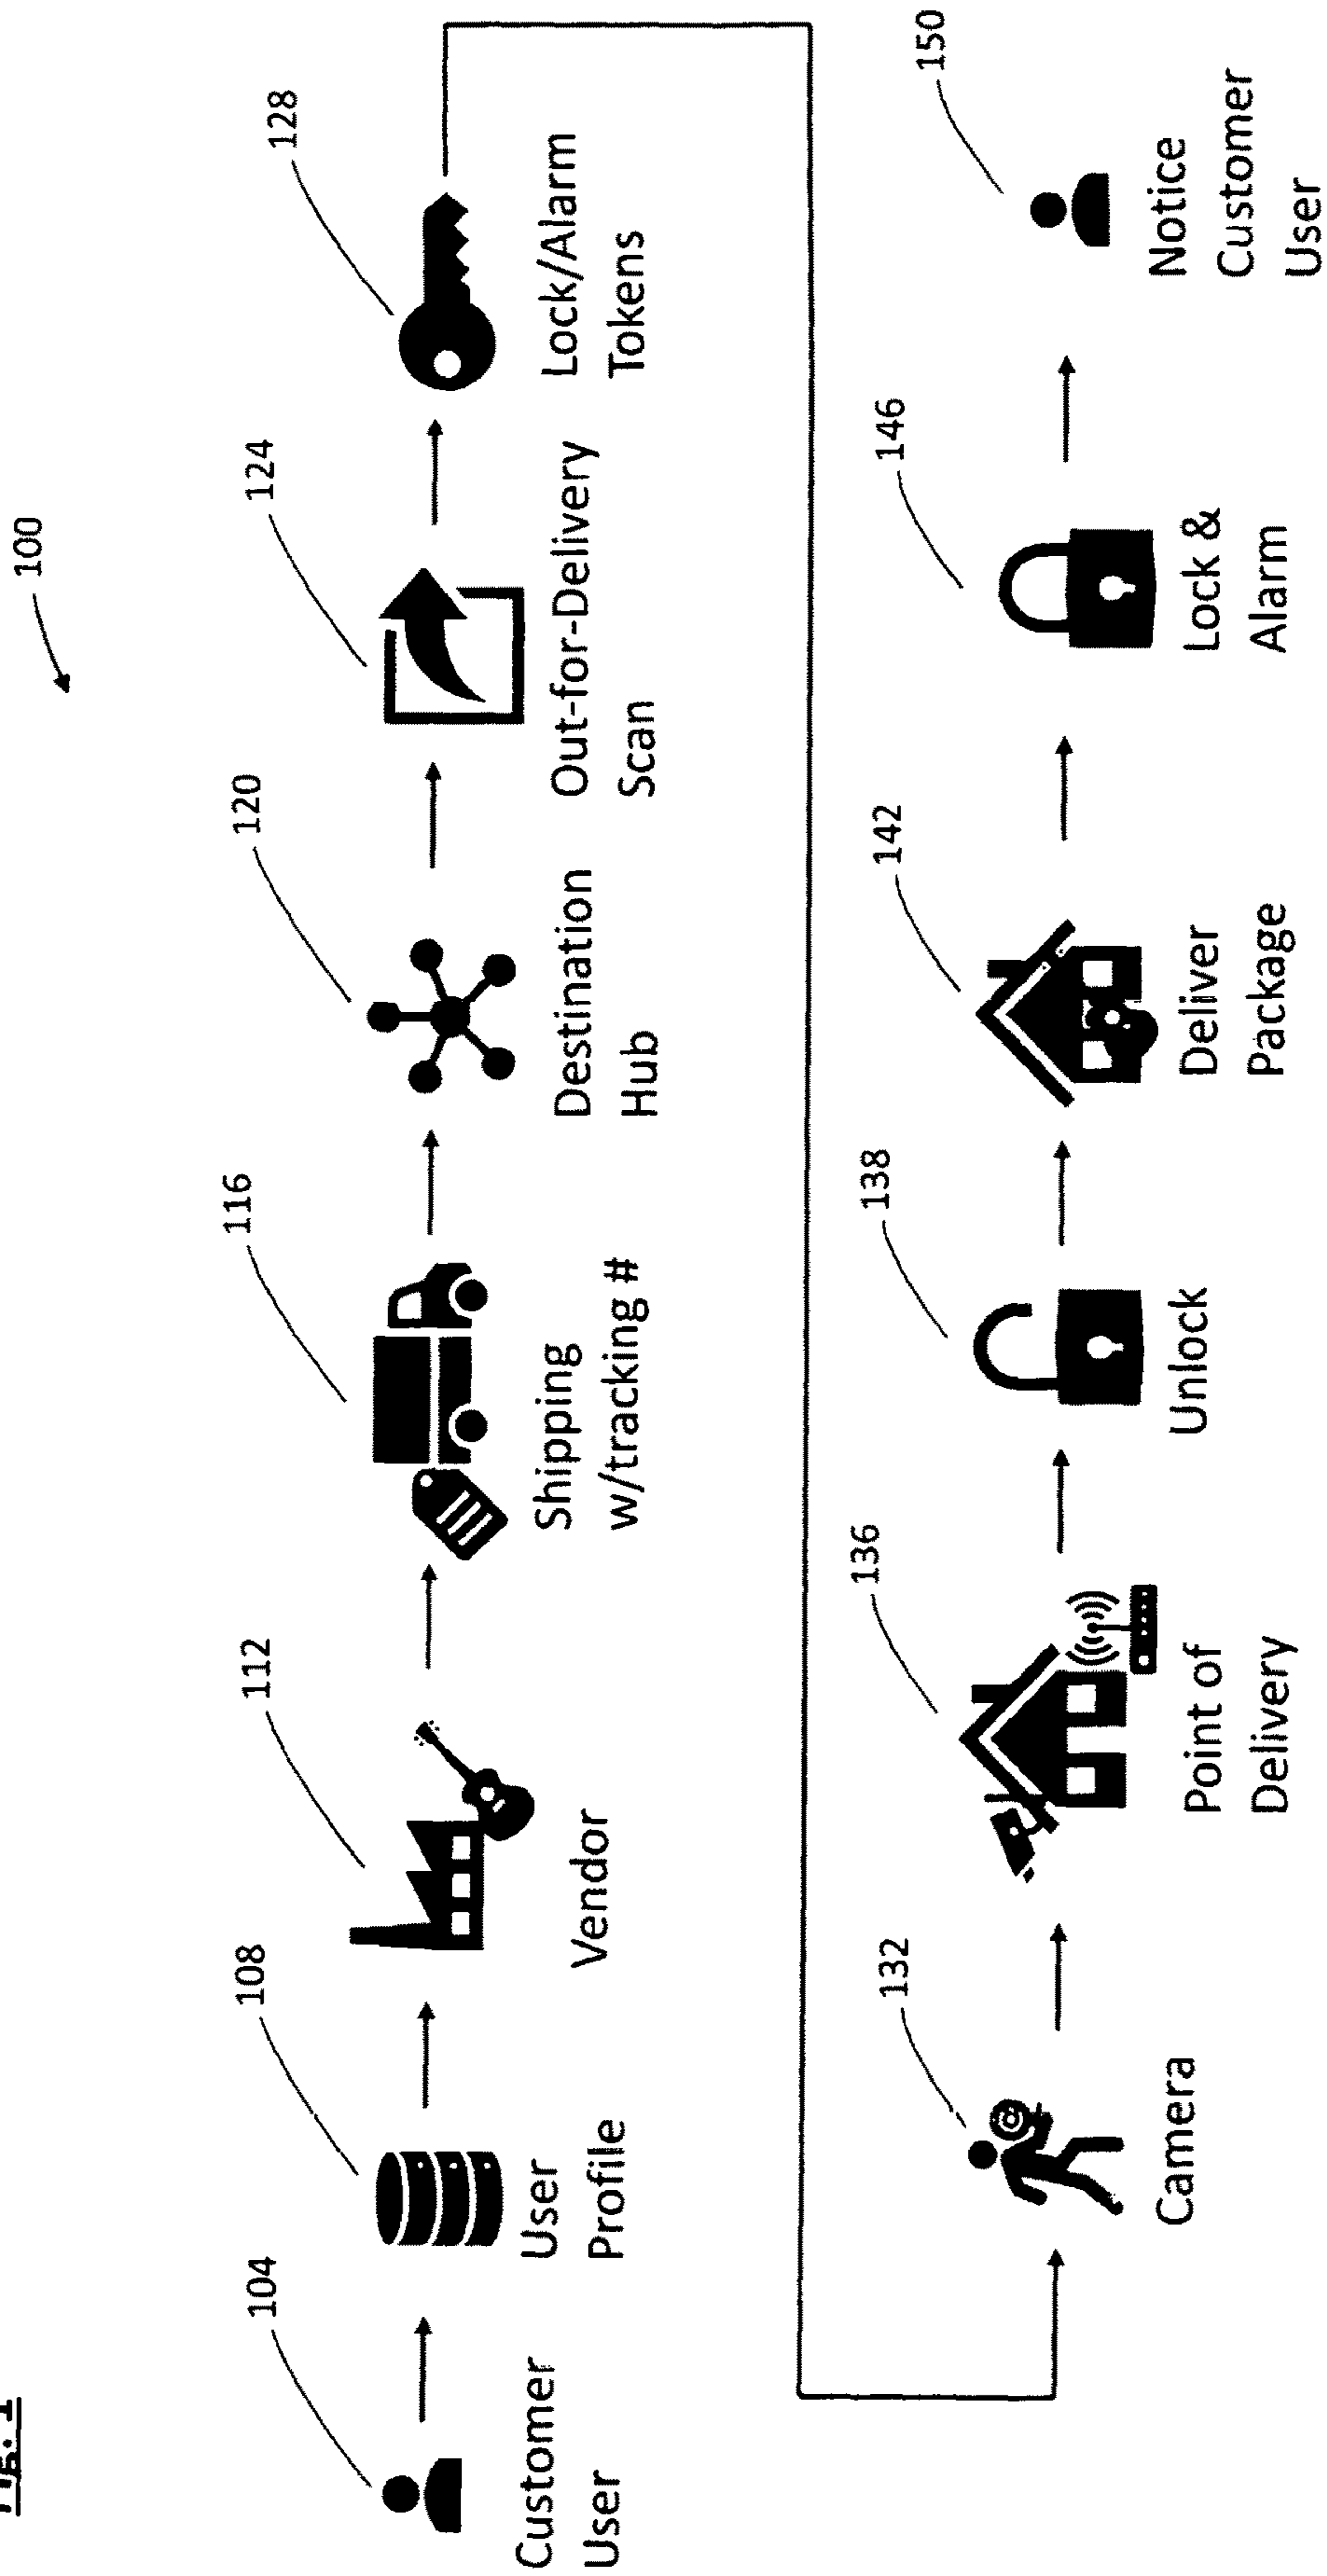 Fig. 1
100
104
Customer
User
108
User
Profile
112
Vendor
116
Shipping
w/tracking #
120
Destination
Hub
124
Out-for-Delivery
Scan
128
Lock/Alarm
Tokens
132
Camera
136
Point of
Delivery
138
Unlock
142
Deliver
Package
146
Lock &
Alarm
150
Notice
Customer
User